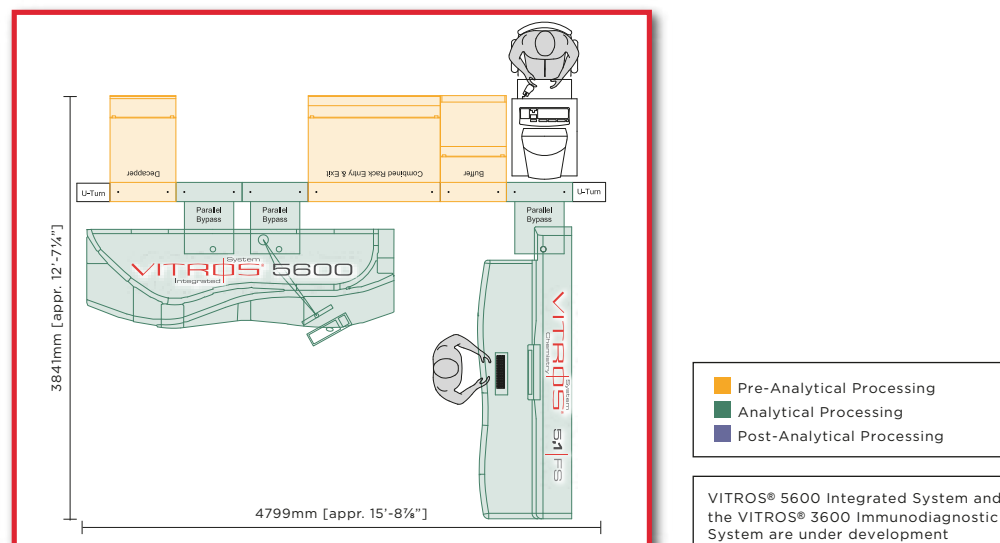 Decapper
Combined Rack Entry & Exit
Buffer
U-Turn
U-Turn
Parallel
Bypass
Parallel
Bypass
Parallel
Bypass
VITROS® 5600
System
Integrated
VITROS®
Chemistry
System
5,1 FS
3841mm [appr. 12'-7¼"]
4799mm [appr. 15'-8⅞"]
Pre-Analytical Processing
Analytical Processing
Post-Analytical Processing
VITROS® 5600 Integrated System and
the VITROS® 3600 Immunodiagnostic
System are under development